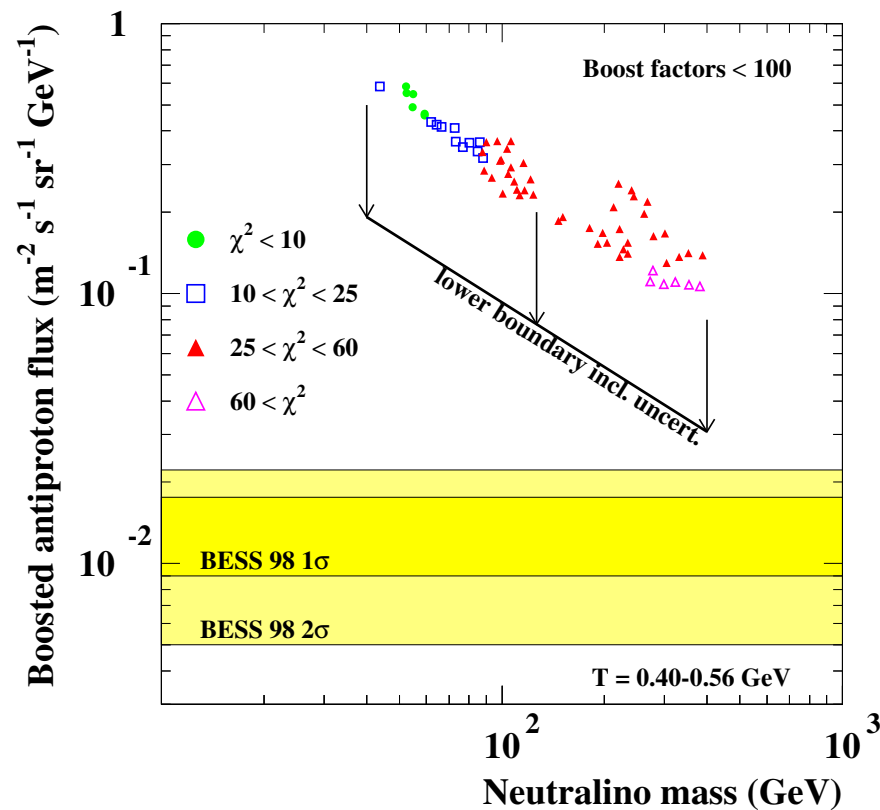 1
Boost factors < 100
χ² < 10
10 < χ² < 25
25 < χ² < 60
60 < χ²
10⁻¹
lower boundary incl. uncert.
10⁻²
BESS 98 1σ
BESS 98 2σ
T = 0.40-0.56 GeV
10²
10³
Neutralino mass (GeV)
Boosted antiproton flux (m⁻² s⁻¹ sr⁻¹ GeV⁻¹)